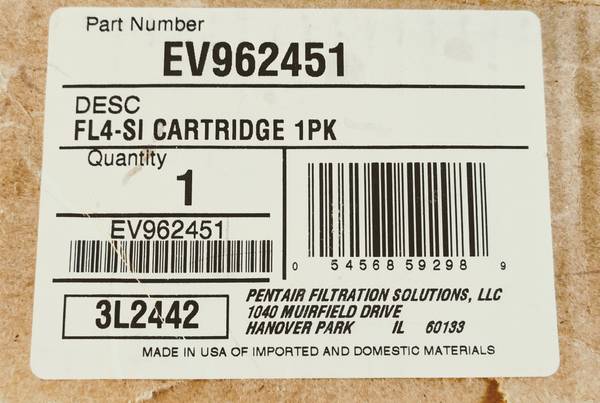 Part Number
EV962451
DESC
FL4-SI CARTRIDGE 1PK
Quantity
1
EV962451
0 54568 59298 9
3L2442
PENTAIR FILTRATION SOLUTIONS, LLC
1040 MUIRFIELD DRIVE
HANOVER PARK IL 60133
MADE IN USA OF IMPORTED AND DOMESTIC MATERIALS